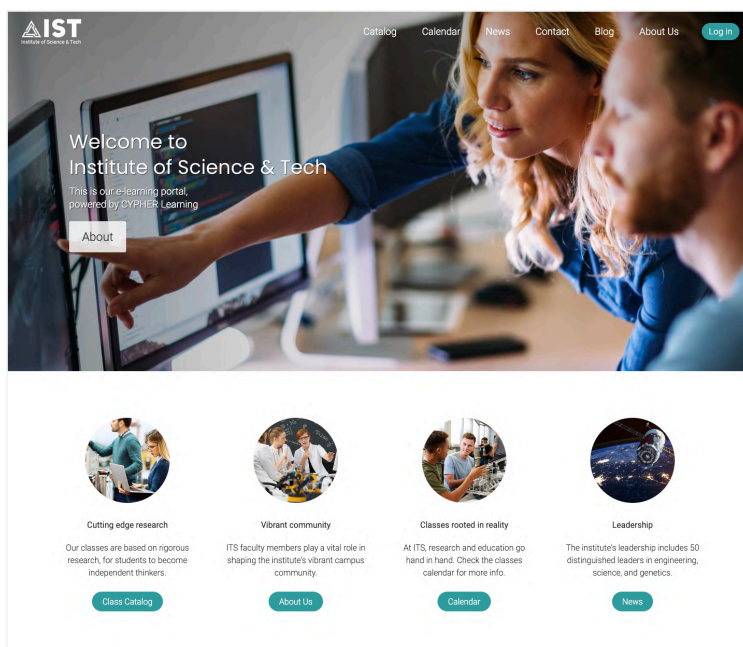 IST
Institute of Science & Tech
Catalog Calendar News Contact Blog About Us Log in
Welcome to
Institute of Science & Tech
This is our e-learning portal,
powered by CYPHER Learning
About
Cutting edge research
Our classes are based on rigorous
research, for students to become
independent thinkers.
Class Catalog
Vibrant community
ITS faculty members play a vital role in
shaping the institute's vibrant campus
community.
About Us
Classes rooted in reality
At ITS, research and education go
hand in hand. Check the classes
calendar for more info.
Calendar
Leadership
The institute's leadership includes 50
distinguished leaders in engineering,
science, and genetics.
News